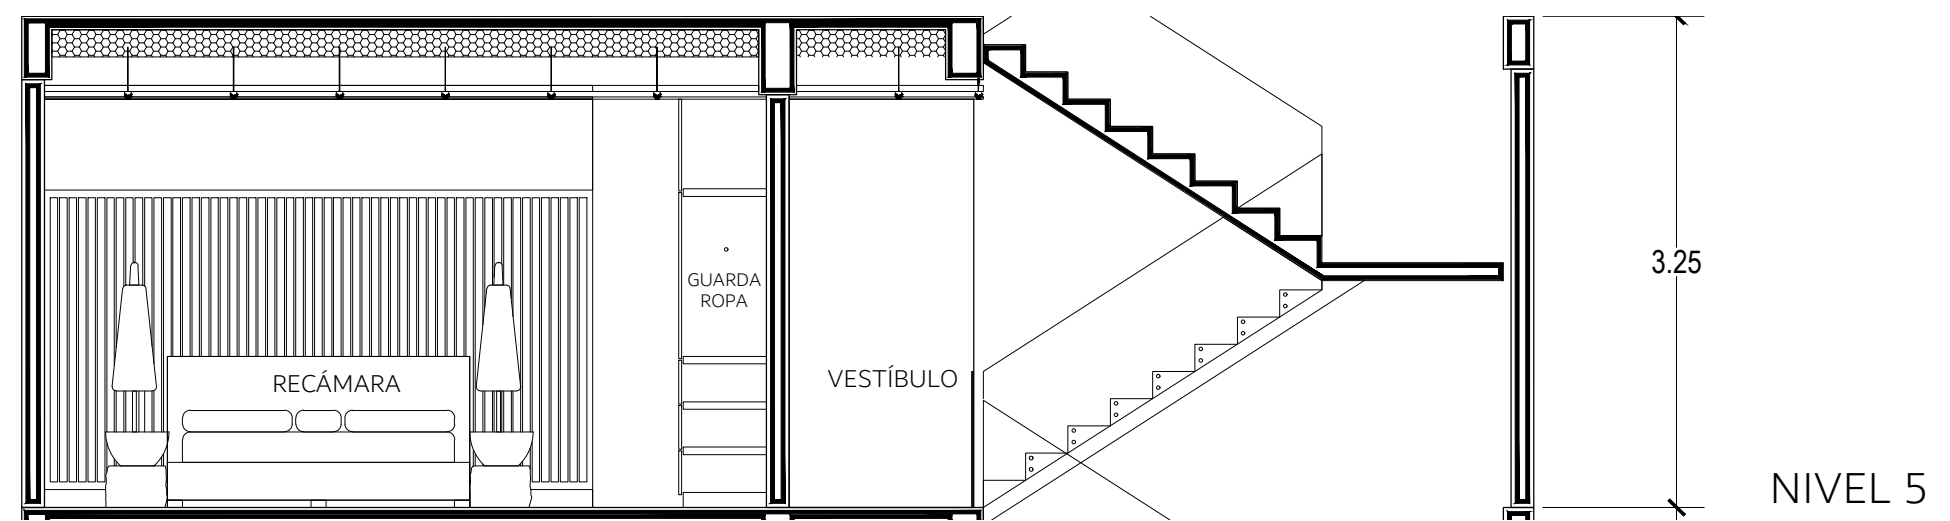 3.25
GUARDA
ROPA
RECÁMARA
VESTÍBULO
NIVEL 5